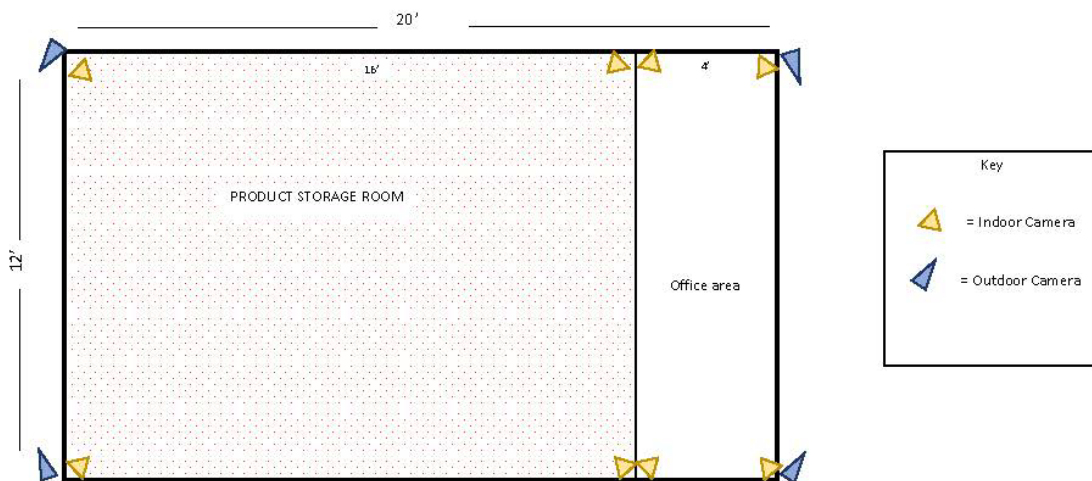 20'
16'
4'
PRODUCT STORAGE ROOM
12'
Office area
Key
= Indoor Camera
= Outdoor Camera